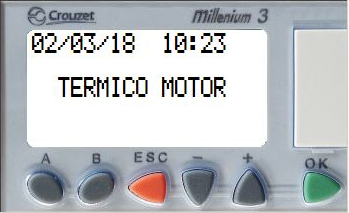 Crouzet millenium 3
02/03/18 10:23
TERMICO MOTOR
A B ESC - + OK